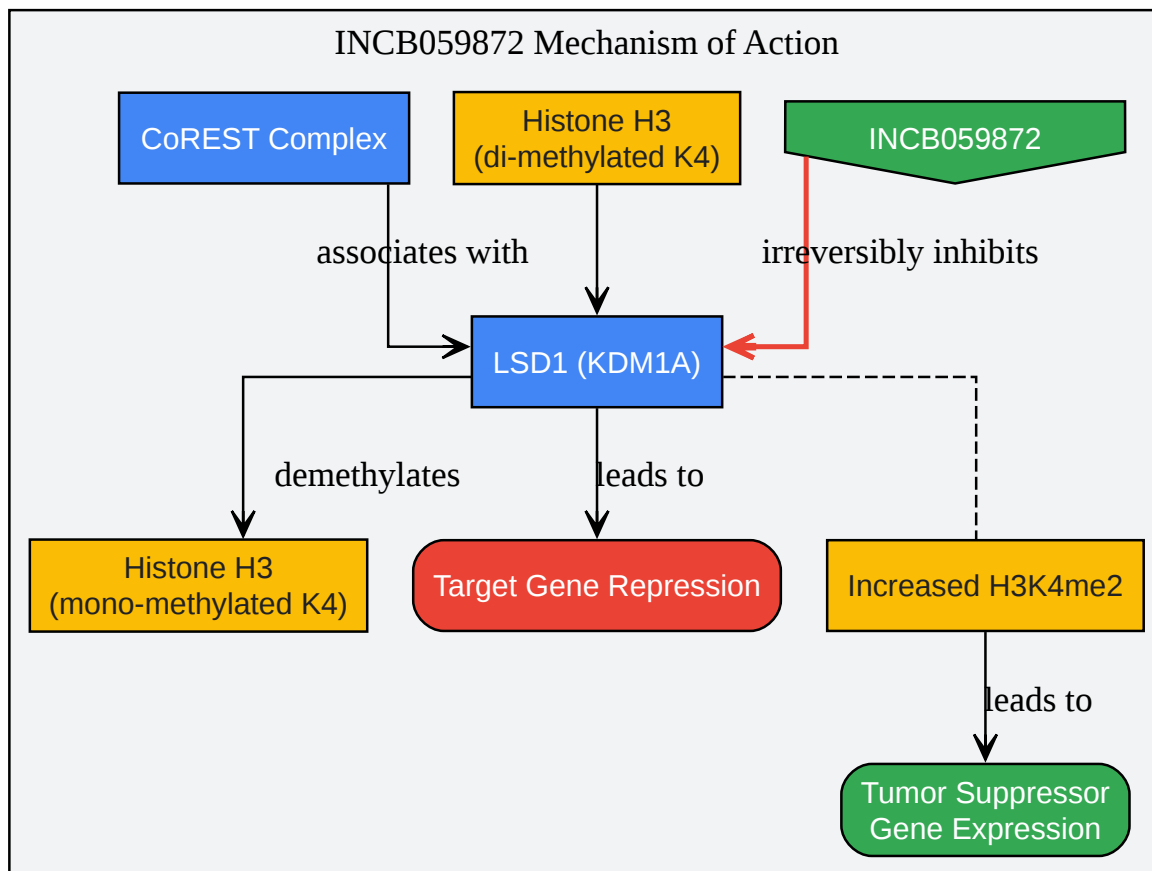 INCB059872 Mechanism of Action
CoREST Complex
Histone H3
(di-methylated K4)
INCB059872
associates with
irreversibly inhibits
LSD1 (KDM1A)
demethylates
leads to
Histone H3
(mono-methylated K4)
Target Gene Repression
Increased H3K4me2
leads to
Tumor Suppressor
Gene Expression